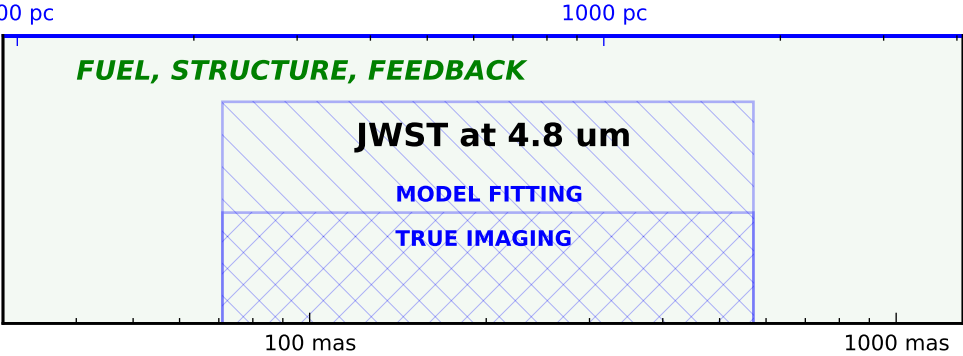 00 pc 1000 pc
FUEL, STRUCTURE, FEEDBACK
JWST at 4.8 um
MODEL FITTING
TRUE IMAGING
100 mas 1000 mas